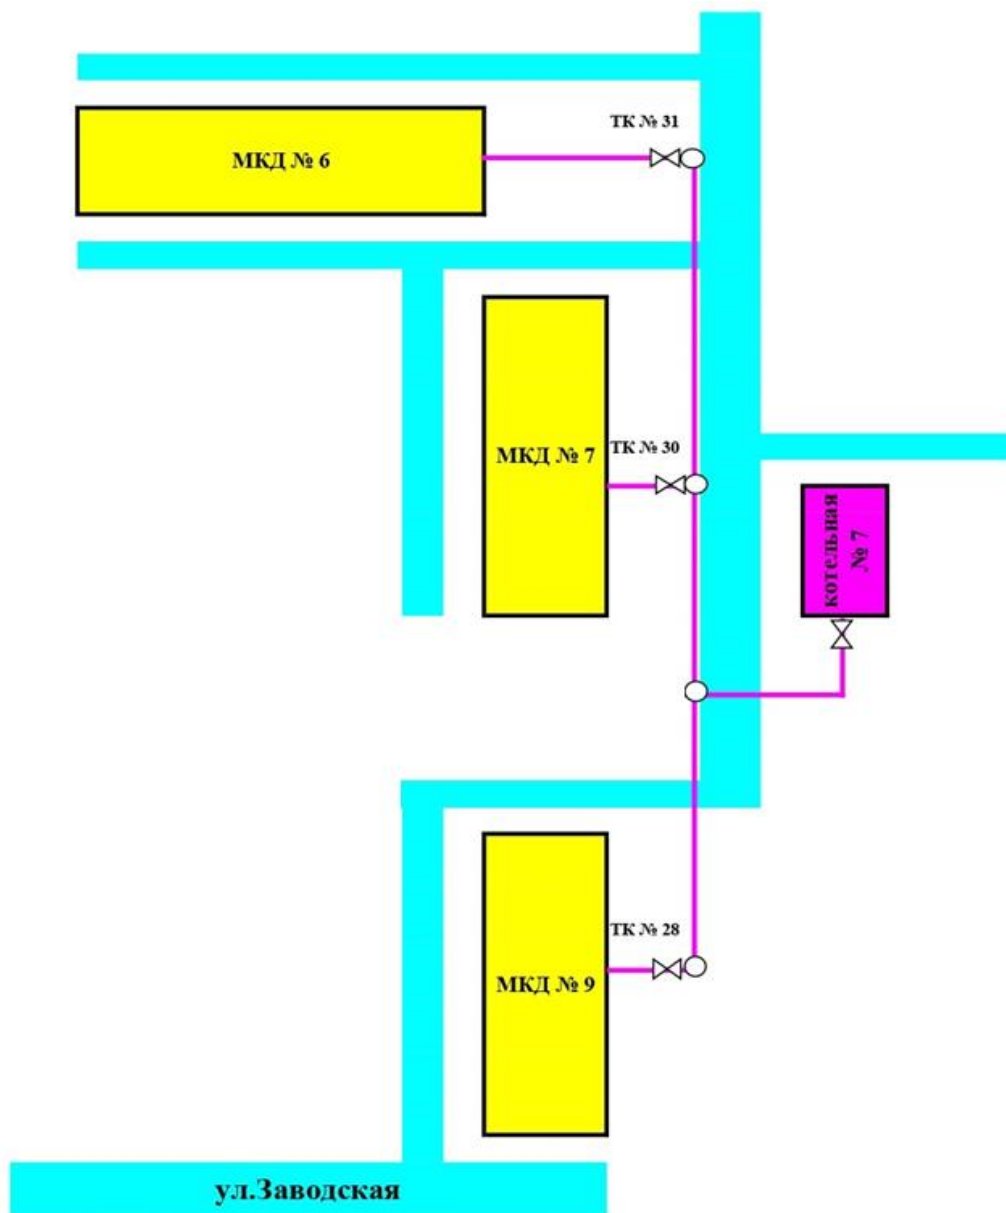 ТК № 31
МКД № 6
ТК № 30
МКД № 7
котельная
№ 7
ТК № 28
МКД № 9
ул.Заводская